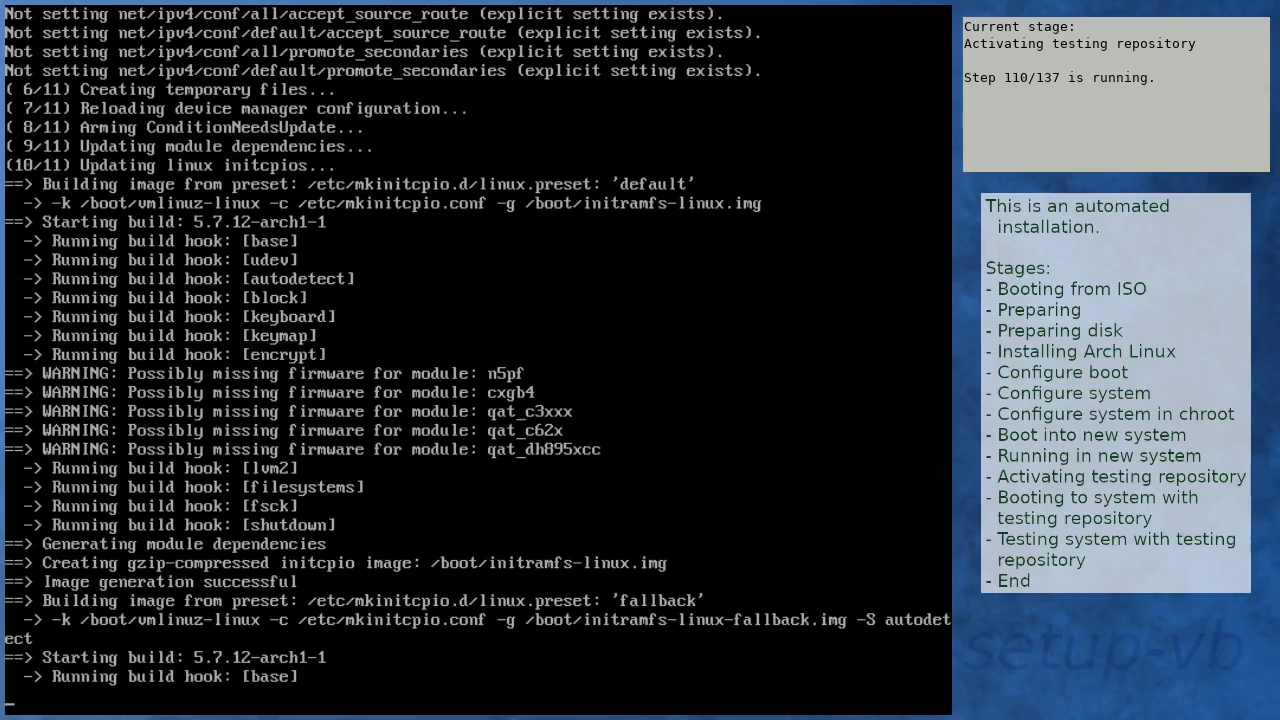 Not setting net/ipv4/conf/all/accept_source_route (explicit setting exists).
Not setting net/ipv4/conf/default/accept_source_route (explicit setting exists).
Not setting net/ipv4/conf/all/promote_secondaries (explicit setting exists).
Not setting net/ipv4/conf/default/promote_secondaries (explicit setting exists).
( 6/11) Creating temporary files...
( 7/11) Reloading device manager configuration...
( 8/11) Arming ConditionNeedsUpdate...
( 9/11) Updating module dependencies...
(10/11) Updating linux initcpios...
==> Building image from preset: /etc/mkinitcpio.d/linux.preset: 'default'
  -> -k /boot/vmlinuz-linux -c /etc/mkinitcpio.conf -g /boot/initramfs-linux.img
==> Starting build: 5.7.12-arch1-1
  -> Running build hook: [base]
  -> Running build hook: [udev]
  -> Running build hook: [autodetect]
  -> Running build hook: [block]
  -> Running build hook: [keyboard]
  -> Running build hook: [keymap]
  -> Running build hook: [encrypt]
==> WARNING: Possibly missing firmware for module: n5pf
==> WARNING: Possibly missing firmware for module: cxgb4
==> WARNING: Possibly missing firmware for module: qat_c3xxx
==> WARNING: Possibly missing firmware for module: qat_c62x
==> WARNING: Possibly missing firmware for module: qat_dh895xcc
  -> Running build hook: [lvm2]
  -> Running build hook: [filesystems]
  -> Running build hook: [fsck]
  -> Running build hook: [shutdown]
==> Generating module dependencies
==> Creating gzip-compressed initcpio image: /boot/initramfs-linux.img
==> Image generation successful
==> Building image from preset: /etc/mkinitcpio.d/linux.preset: 'fallback'
  -> -k /boot/vmlinuz-linux -c /etc/mkinitcpio.conf -g /boot/initramfs-linux-fallback.img -S autodet
ect
==> Starting build: 5.7.12-arch1-1
  -> Running build hook: [base]
_
Current stage:
Activating testing repository
Step 110/137 is running.
This is an automated
installation.
Stages:
- Booting from ISO
- Preparing
- Preparing disk
- Installing Arch Linux
- Configure boot
- Configure system
- Configure system in chroot
- Boot into new system
- Running in new system
- Activating testing repository
- Booting to system with
testing repository
- Testing system with testing
repository
- End
setup-vb